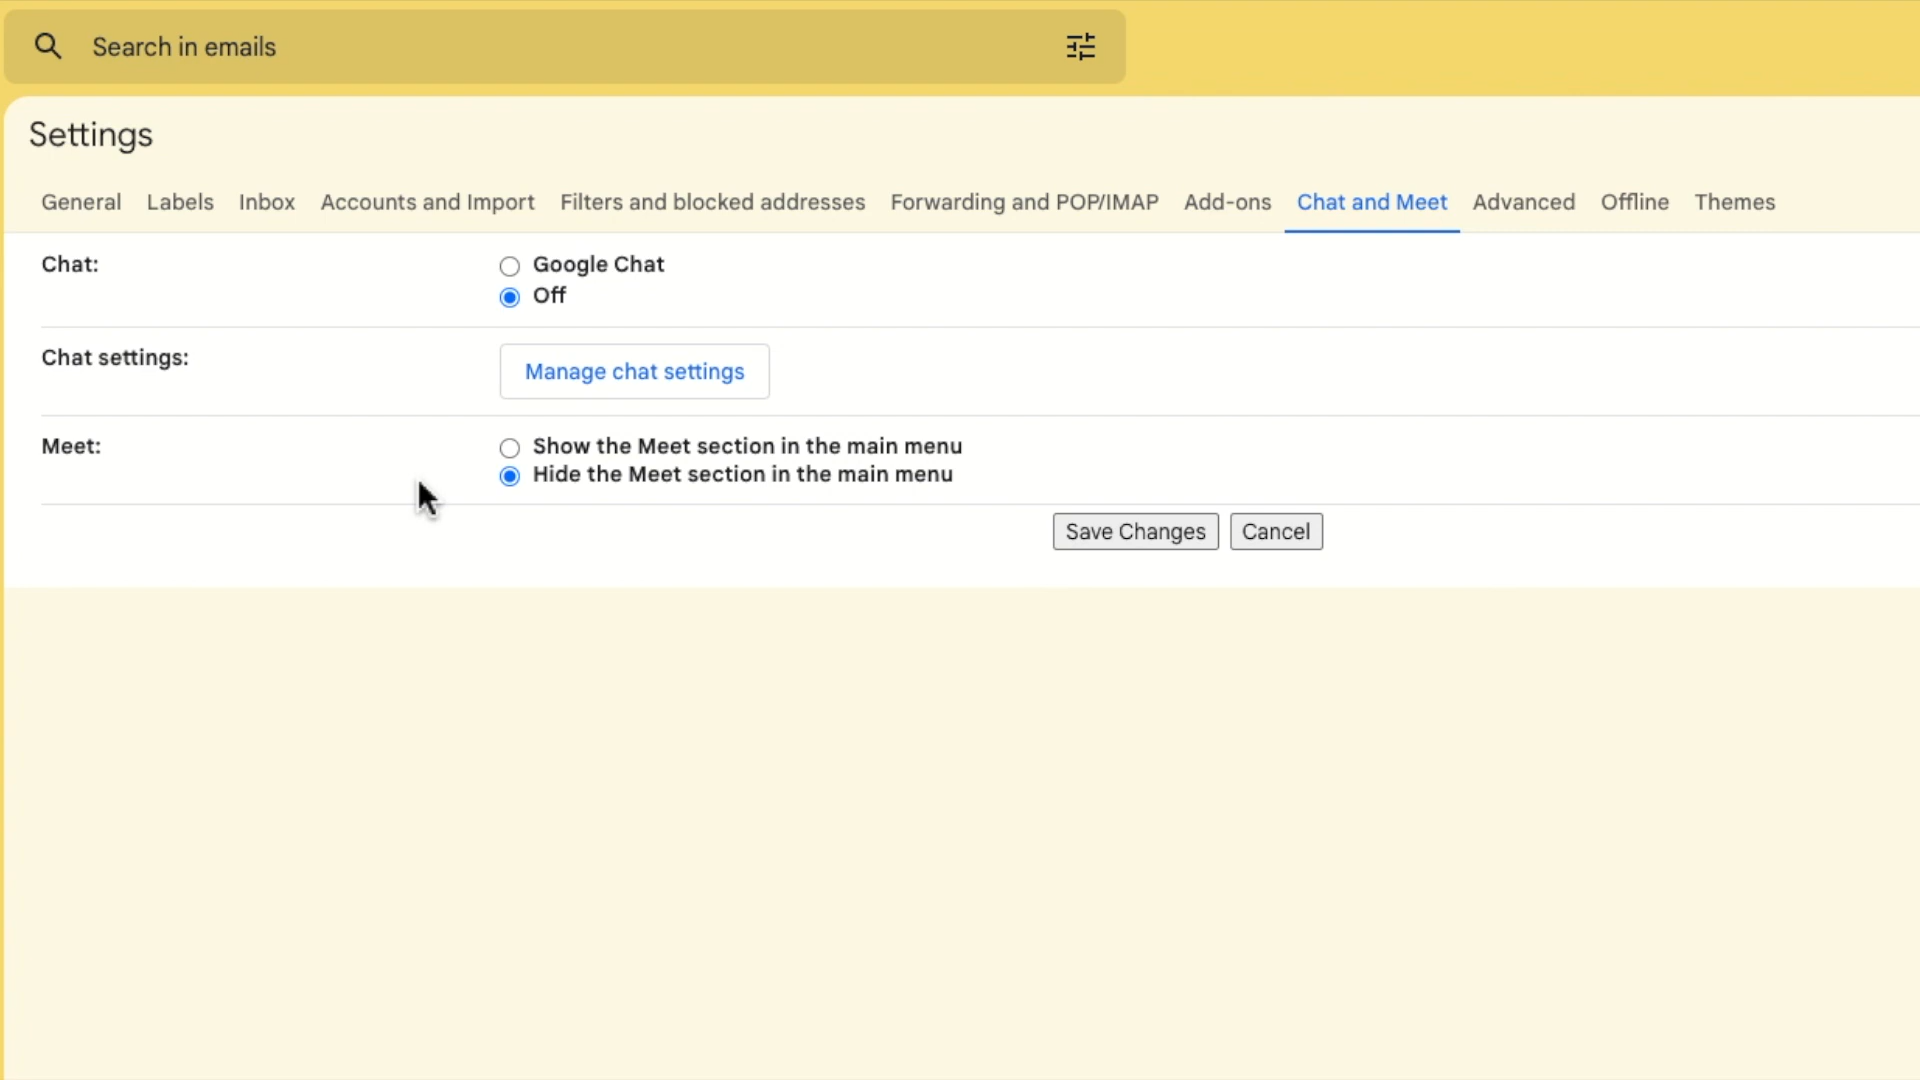 Search in emails
Settings
General Labels Inbox Accounts and Import Filters and blocked addresses Forwarding and POP/IMAP Add-ons Chat and Meet Advanced Offline Themes
Chat: Google Chat
Off
Chat settings: Manage chat settings
Meet: Show the Meet section in the main menu
Hide the Meet section in the main menu
Save Changes Cancel